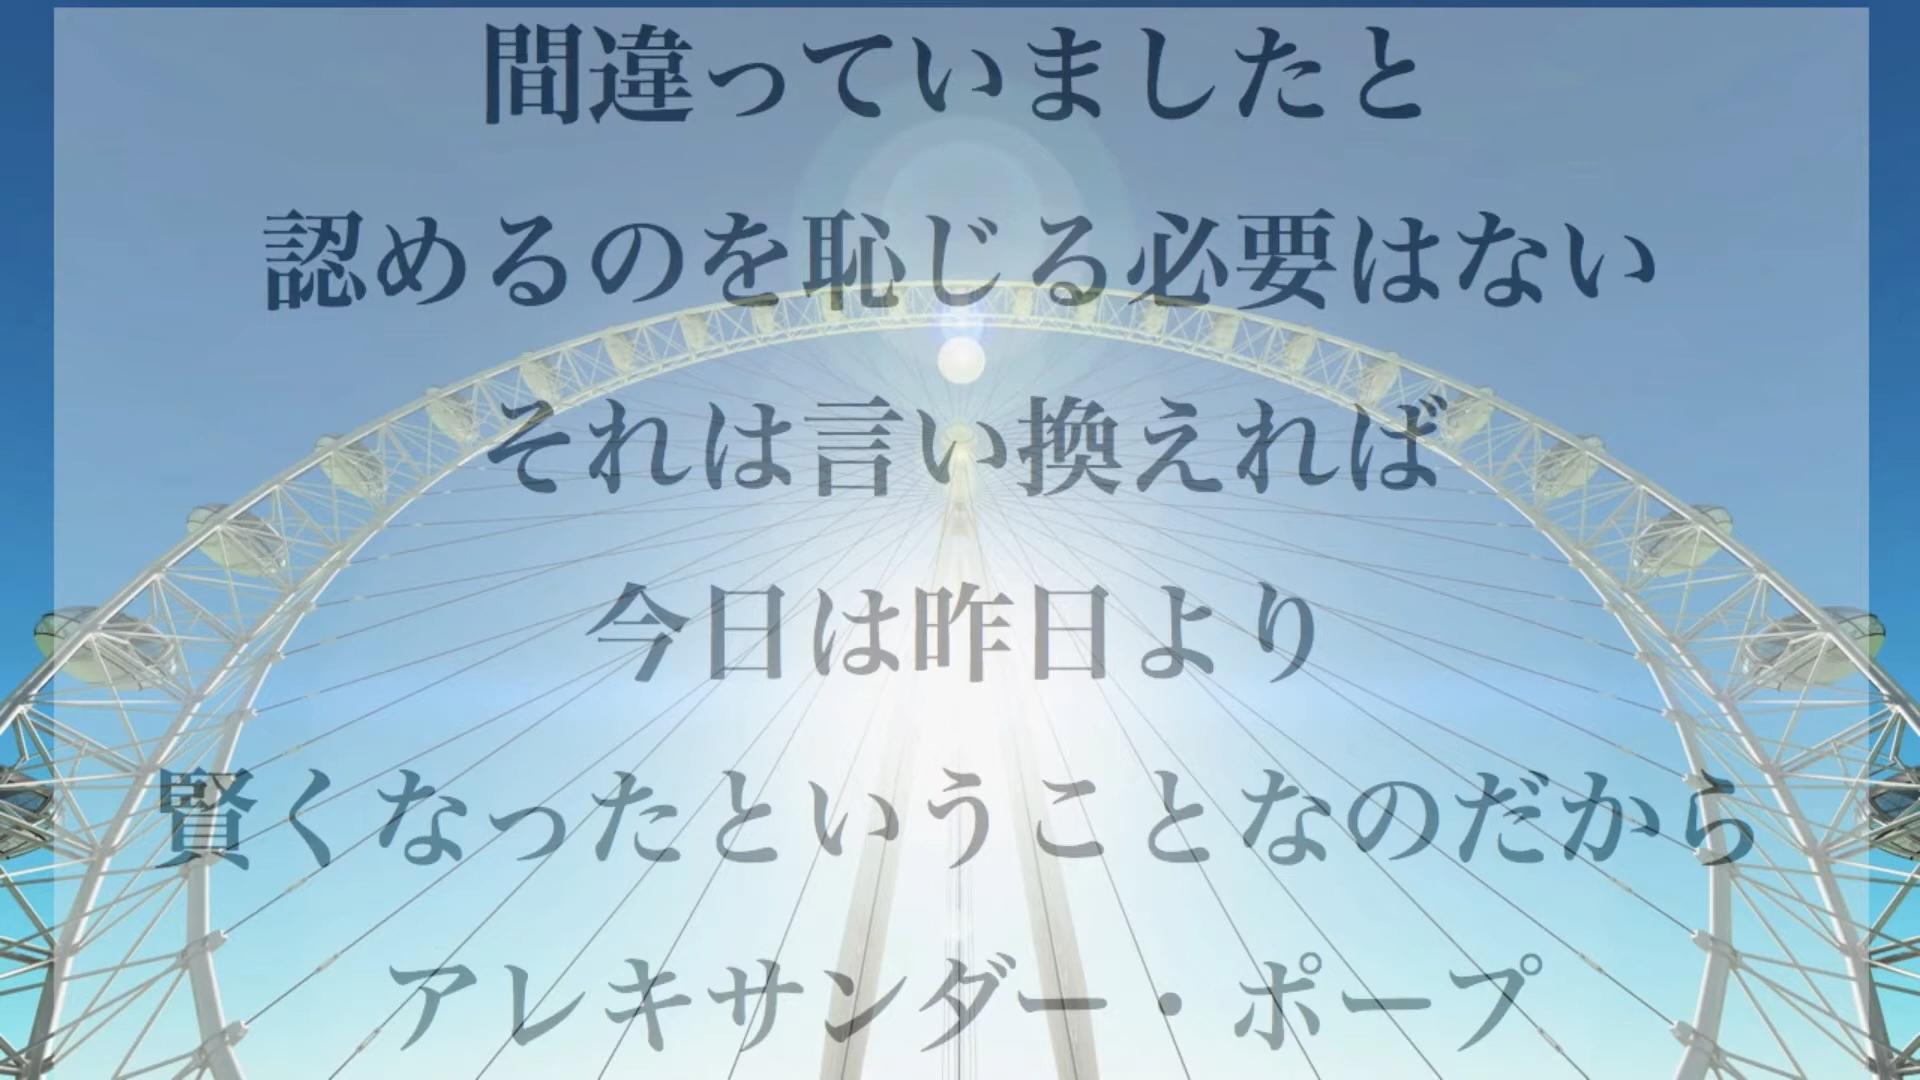 間違っていましたと
認めるのを恥じる必要はない
それは言い換えれば
今日は昨日より
賢くなったということなのだから
アレキサンダー・ポープ